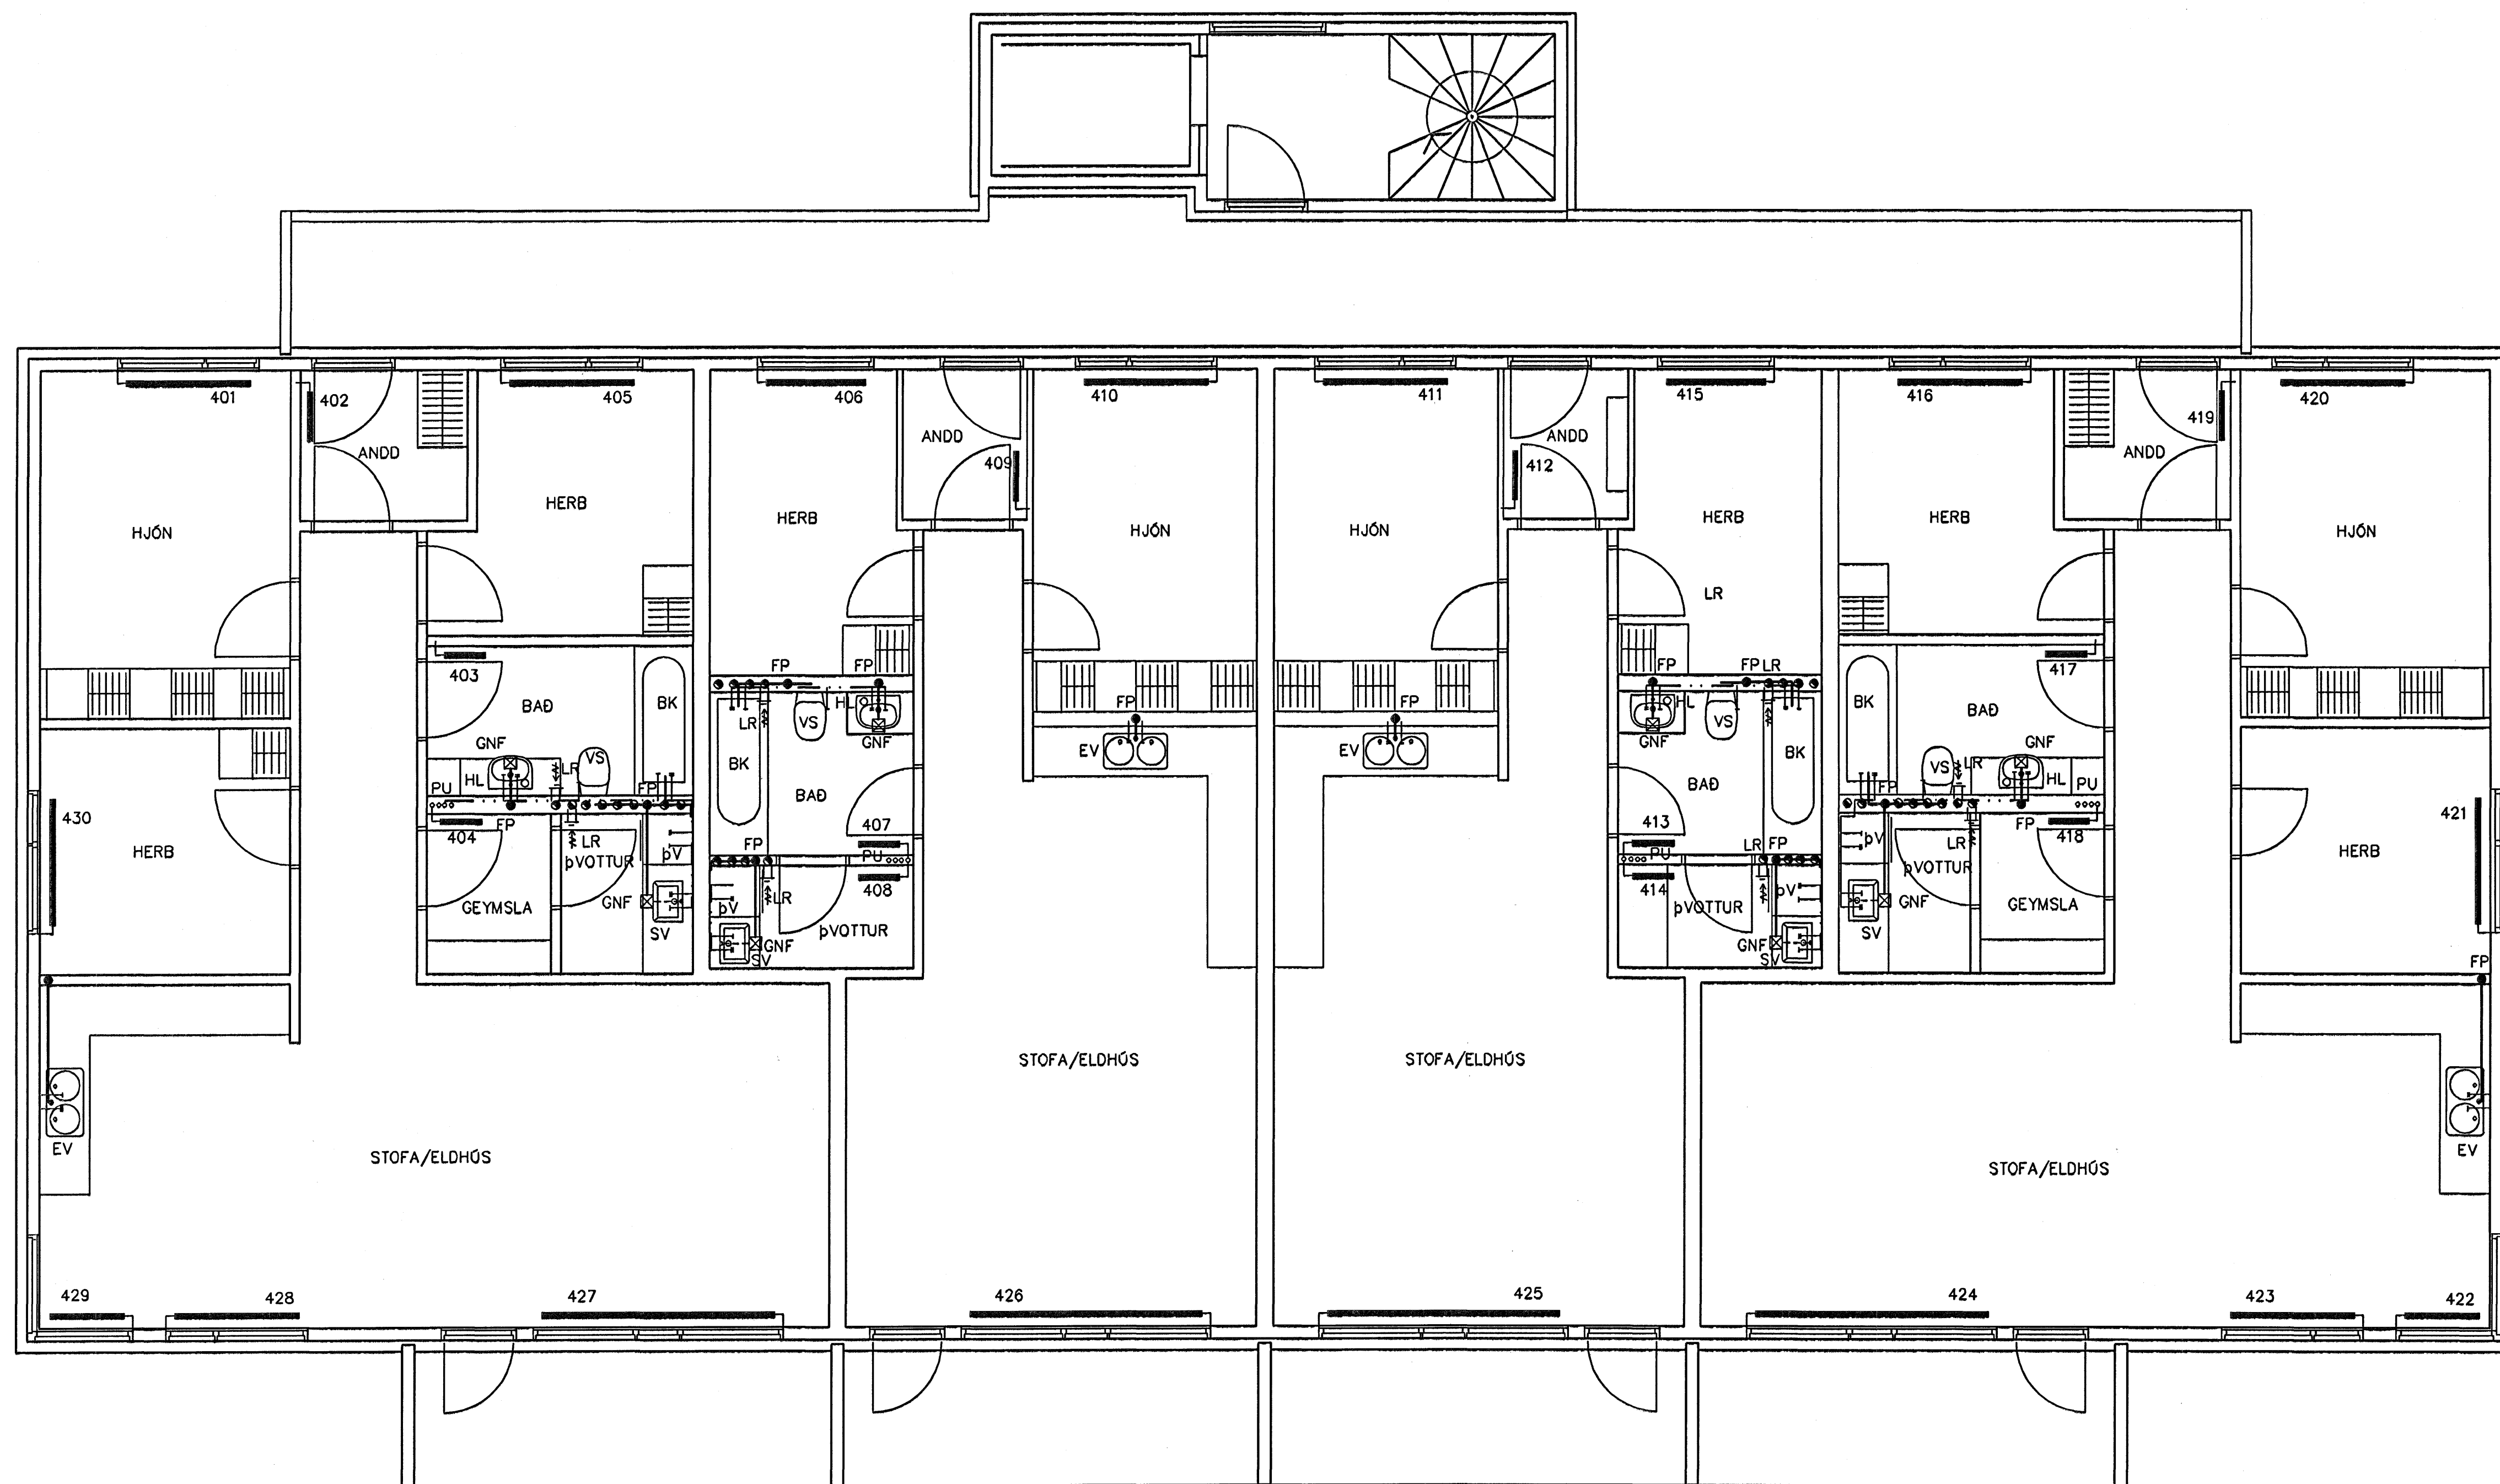 401
402
405
406
410
411
415
416
419
420
ANDD
ANDD
409
412
ANDD
ANDD
HJÓN
HERB
HERB
HJÓN
HJÓN
HERB
HERB
HJÓN
LR
403
FP
FP
FP
FP
FP
FP LR
417
BAÐ
BK
LR
VS
HL
GNF
HL
GNF
VS
BK
BAÐ
GNF
VS
LR
HL
PU
FP
BK
BAÐ
EV
EV
BAÐ
BK
GNF
VS
LR
HL
PU
FP
430
404
FP
LR
FP
407
PU
408
413
PU
414
LR
FP
FP
418
421
HERB
ÞVOTTUR
ÞV
GEYMSLA
GNF
SV
ÞV
LR
ÞVOTTUR
GNF
SV
ÞVOTTUR
ÞV
GNF
SV
ÞV
LR
ÞVOTTUR
GNF
SV
GEYMSLA
HERB
FP
STOFA/ELDHÚS
STOFA/ELDHÚS
EV
STOFA/ELDHÚS
STOFA/ELDHÚS
EV
429
428
427
426
425
424
423
422